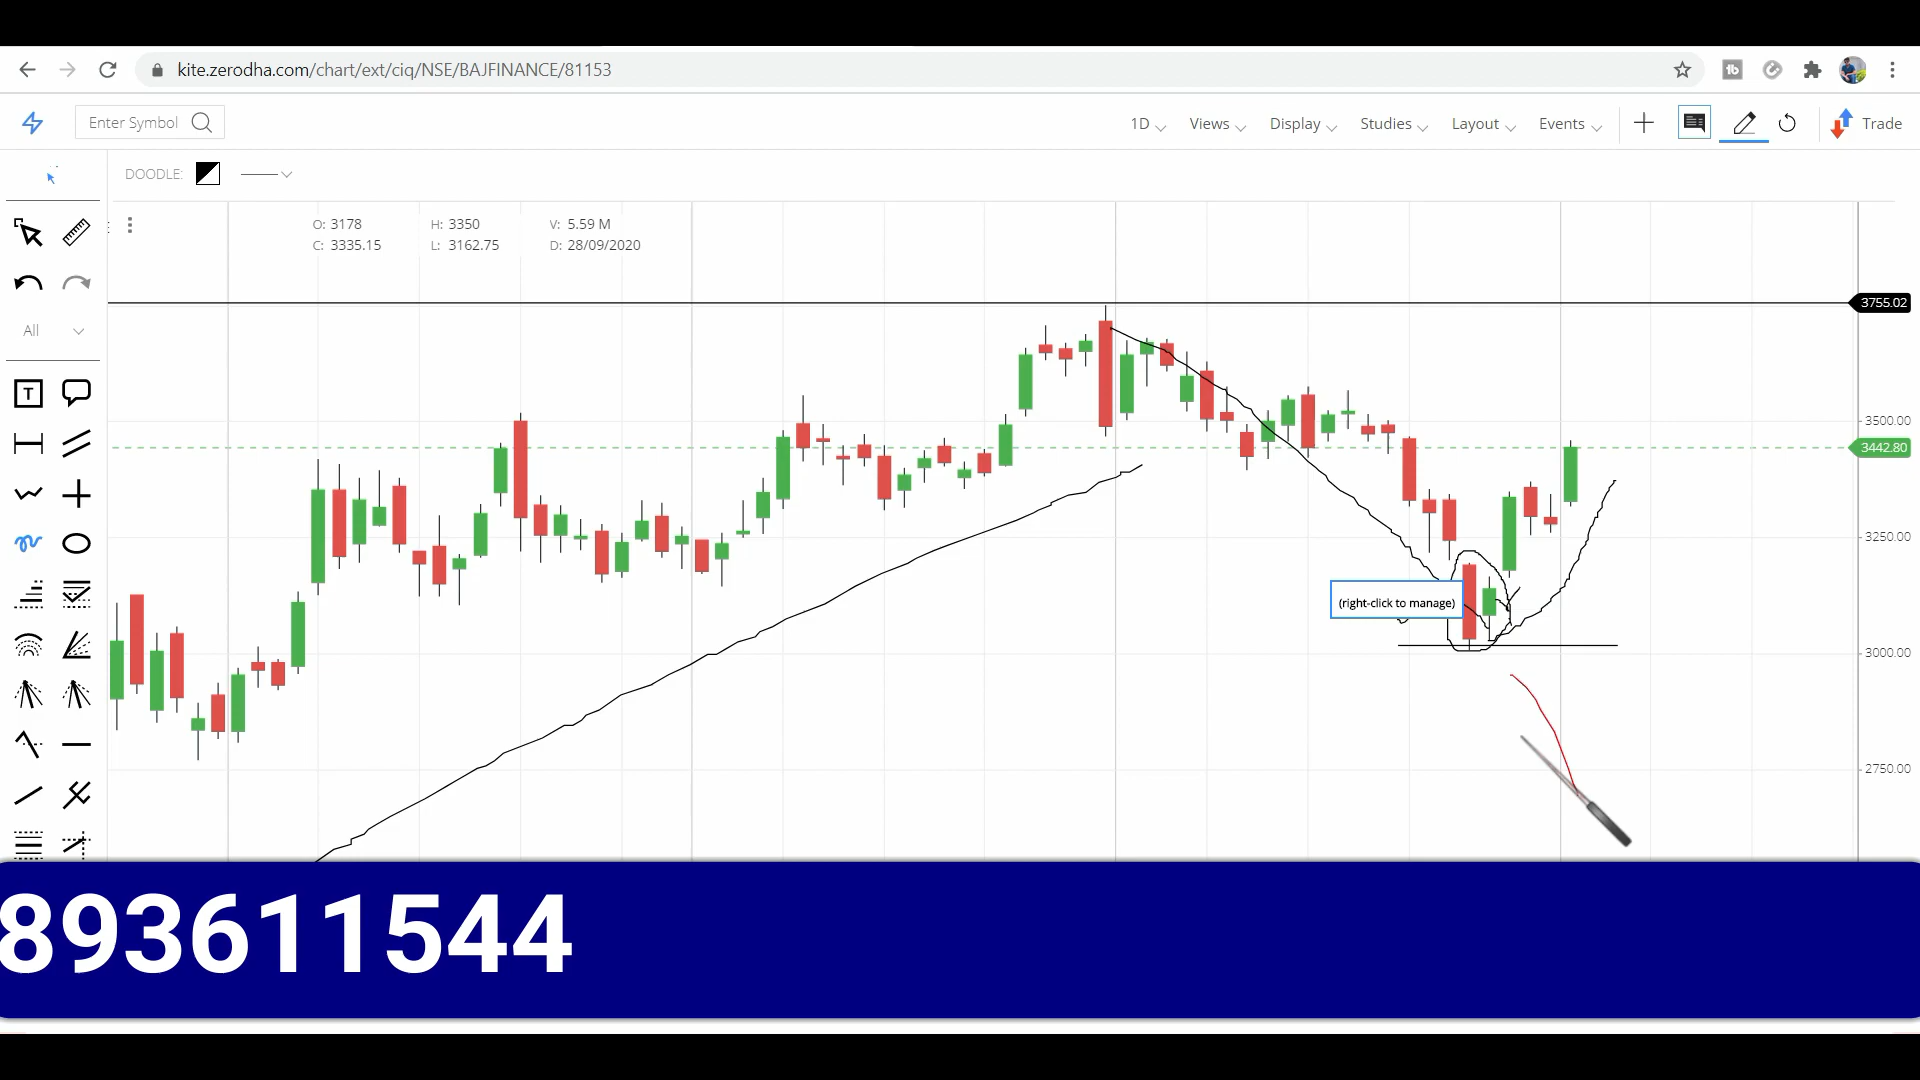 kite.zerodha.com/chart/ext/ciq/NSE/BAJFINANCE/81153
Enter Symbol
1D Views Display Studies Layout Events Trade
DOODLE:
O: 3178 H: 3350 V: 5.59 M
C: 3335.15 L: 3162.75 D: 28/09/2020
All
T
3755.02
3500.00
3442.80
3250.00
(right-click to manage)
3000.00
2750.00
893611544